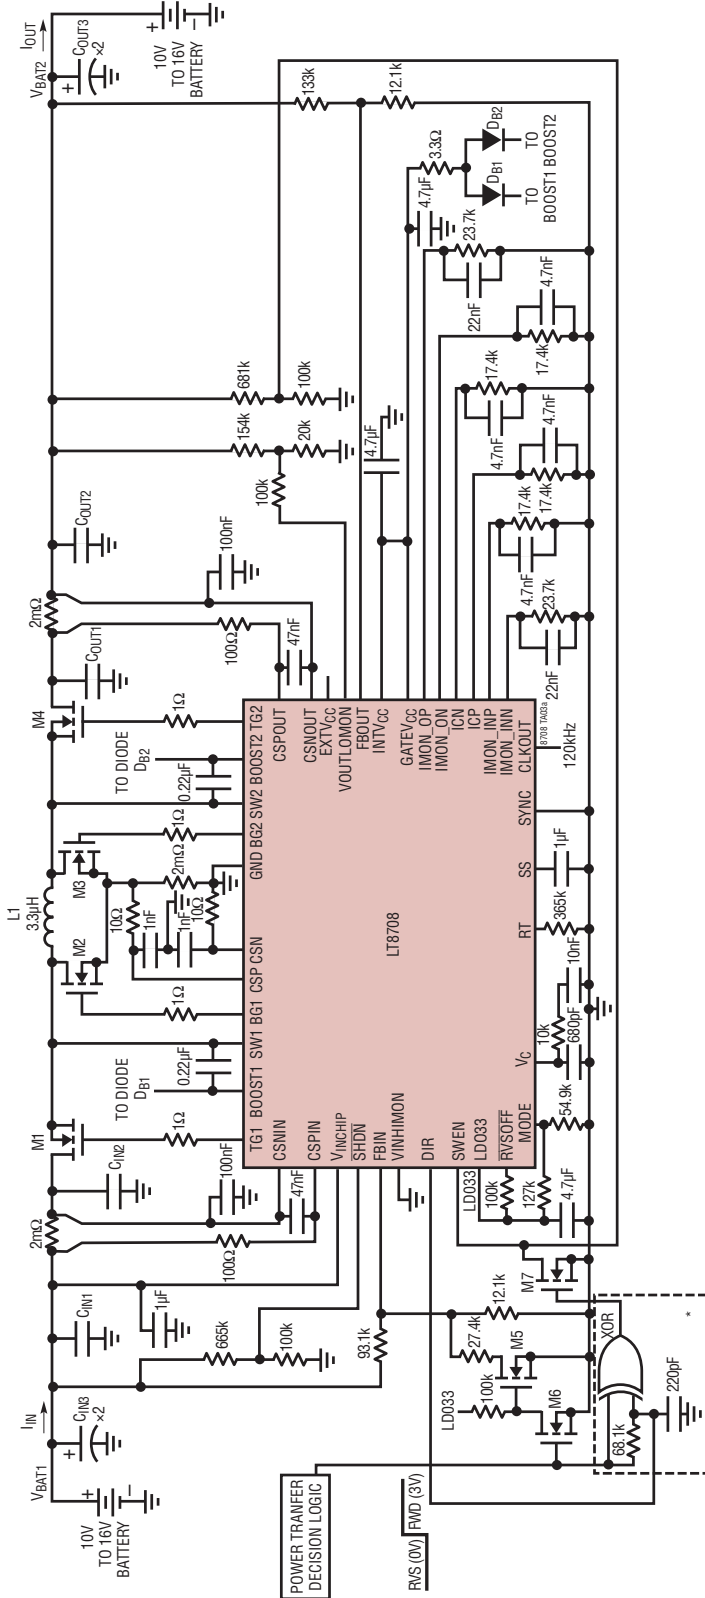 VBAT1
IIN
CIN3
×2
+
10V
TO 16V
BATTERY
+
−
CIN1
1µF
665k
100k
93.1k
2mΩ
100Ω
CIN2
100nF
47nF
M1
1Ω
TO DIODE
DB1
0.22µF
M2
1Ω
L1
3.3µH
M3
10Ω
1nF
1nF
10Ω
2mΩ
1Ω
TO DIODE
DB2
0.22µF
M4
1Ω
COUT1
2mΩ
100Ω
47nF
100nF
COUT2
154k
20k
100k
681k
100k
133k
12.1k
VBAT2
IOUT
COUT3
×2
+
10V
TO 16V
BATTERY
+
−
TG1
BOOST1
SW1
BG1
CSP
CSN
GND
BG2
SW2
BOOST2
TG2
CSNIN
CSPIN
VINCHIP
SHDN
FBIN
VINHIMON
DIR
SWEN
LDO33
RVSOFF
MODE
LT8708
CSPOUT
CSNOUT
EXTVCC
VOUTLOMON
FBOUT
INTVCC
GATEVCC
IMON_OP
IMON_ON
ICN
ICP
IMON_INP
IMON_INN
CLKOUT
VC
RT
SS
SYNC
8708 TA03a
120kHz
4.7µF
4.7µF
3.3Ω
DB1
DB2
TO
BOOST1
TO
BOOST2
23.7k
22nF
4.7nF
17.4k
17.4k
4.7nF
4.7nF
17.4k
17.4k
4.7nF
23.7k
22nF
1µF
365k
10nF
10k
680pF
54.9k
LD033
100k
127k
4.7µF
12.1k
27.4k
M7
M5
LD033
100k
M6
XOR
*
68.1k
220pF
POWER TRANFER
DECISION LOGIC
RVS (0V)
FWD (3V)